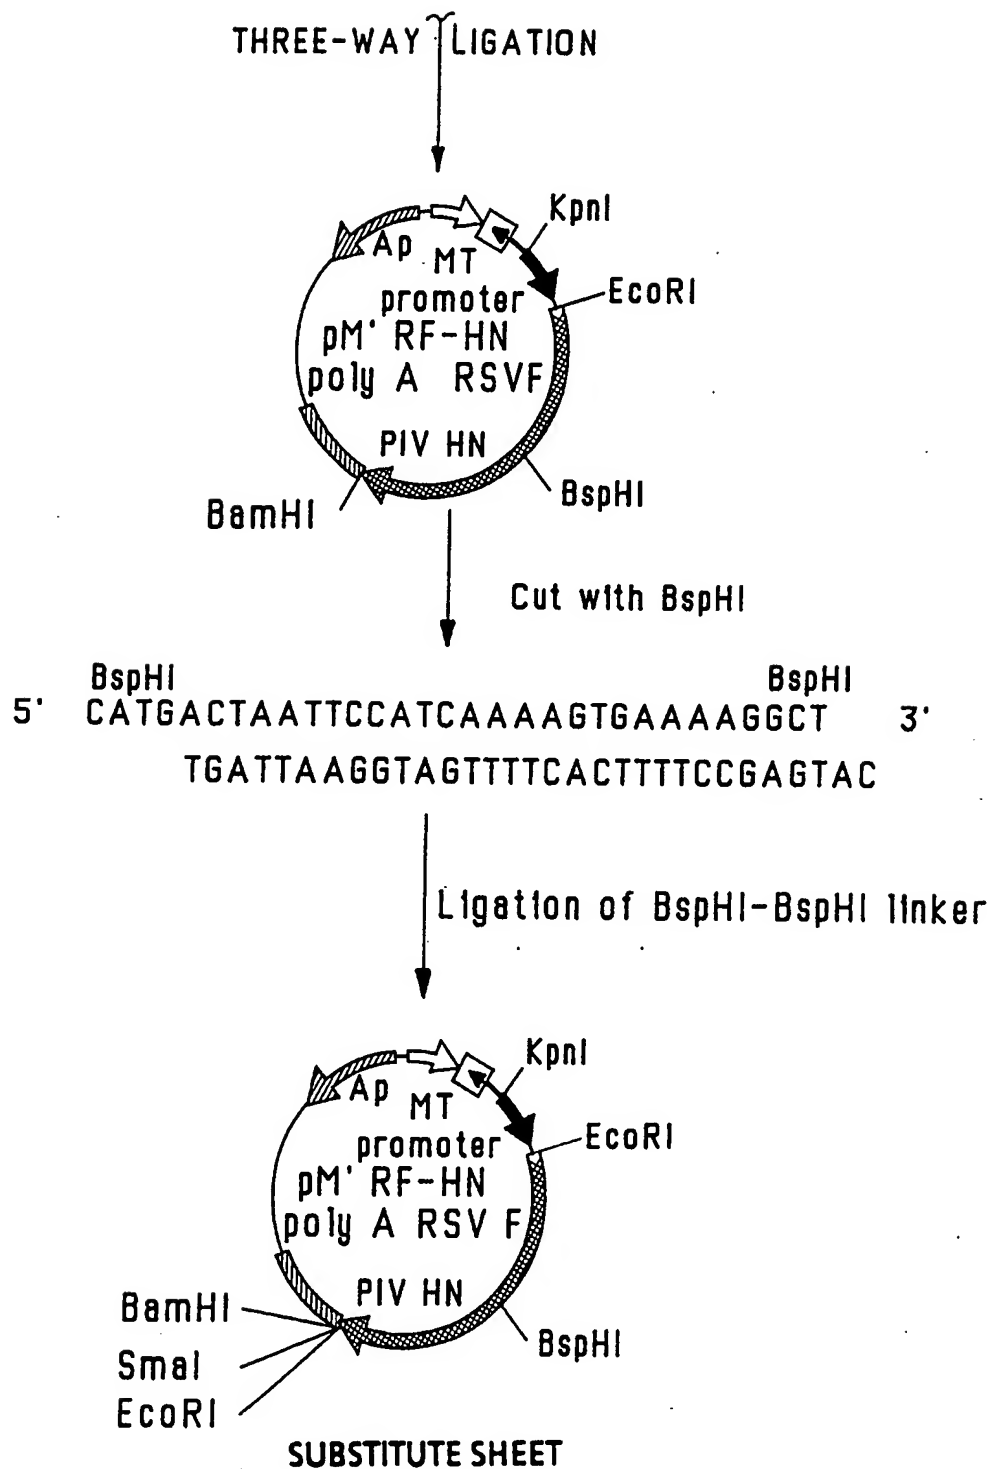 THREE-WAY LIGATION
KpnI
Ap
MT
promoter
EcoRI
pM' RF-HN
poly A RSVF
PIV HN
BspHI
BamHI
Cut with BspHI
BspHI BspHI
5' CATGACTAATTCCATCAAAAGTGAAAAGGCT 3'
TGATTAAGGTAGTTTTCACTTTTCCGAGTAC
Ligation of BspHI-BspHI linker
KpnI
Ap
MT
promoter
EcoRI
pM' RF-HN
poly A RSV F
PIV HN
BamHI
BspHI
SmaI
EcoRI
SUBSTITUTE SHEET